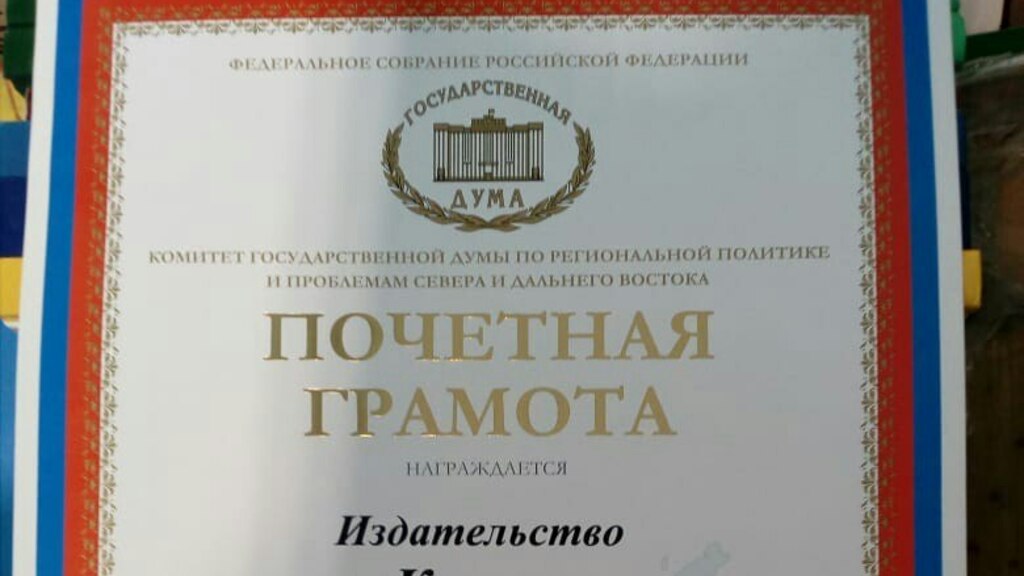 ФЕДЕРАЛЬНОЕ СОБРАНИЕ РОССИЙСКОЙ ФЕДЕРАЦИИ
ГОСУДАРСТВЕННАЯ
ДУМА
КОМИТЕТ ГОСУДАРСТВЕННОЙ ДУМЫ ПО РЕГИОНАЛЬНОЙ ПОЛИТИКЕ
И ПРОБЛЕМАМ СЕВЕРА И ДАЛЬНЕГО ВОСТОКА
ПОЧЕТНАЯ
ГРАМОТА
НАГРАЖДАЕТСЯ
Издательство